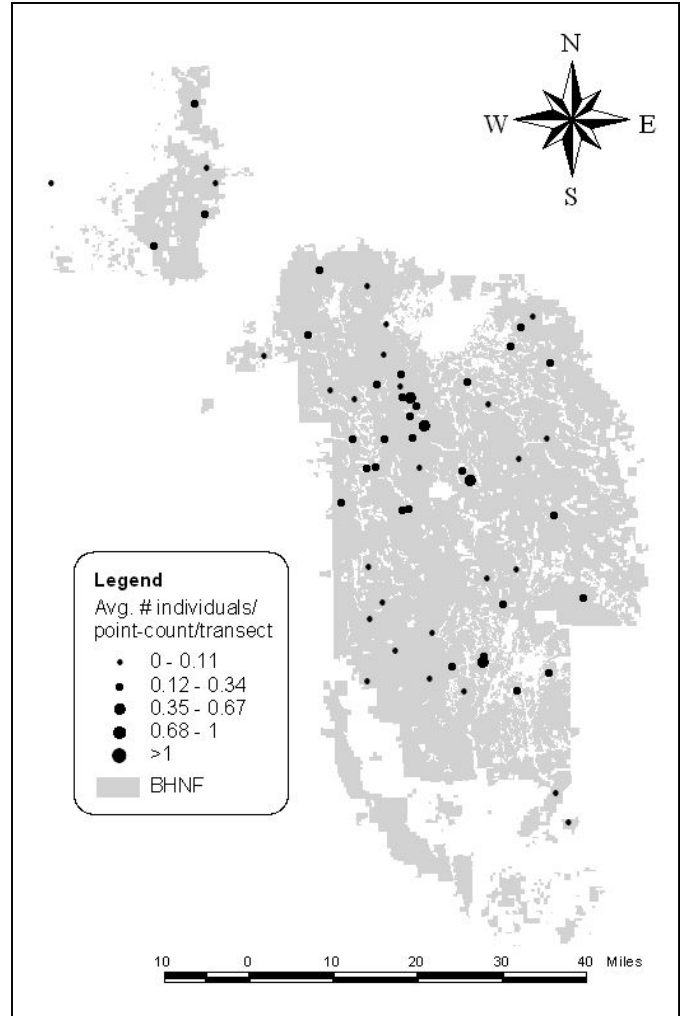 N
W E
S
Legend
Avg. # individuals/
point-count/transect
0 - 0.11
0.12 - 0.34
0.35 - 0.67
0.68 - 1
>1
BHNF
10 0 10 20 30 40 Miles